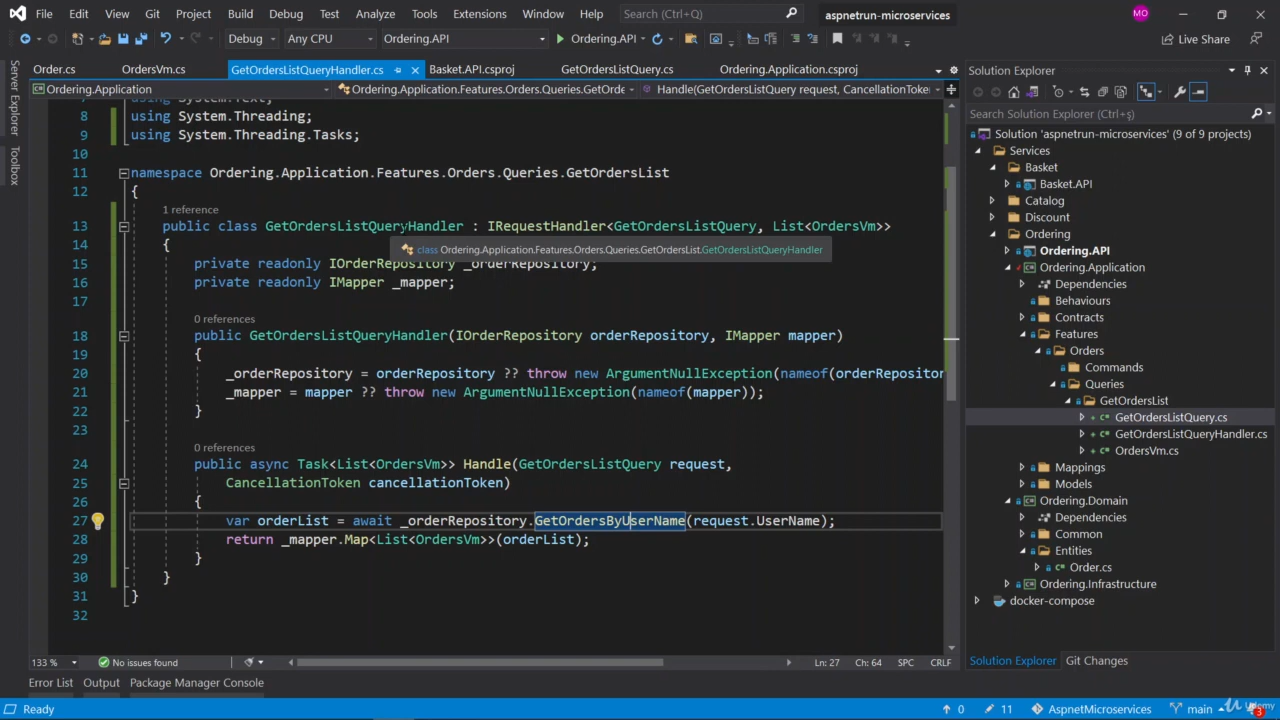 File Edit View Git Project Build Debug Test Analyze Tools Extensions Window Help Search (Ctrl+Q) aspnetrun-microservices MO
Debug Any CPU Ordering.API Ordering.API Live Share
Server Explorer
Toolbox
Order.cs OrdersVm.cs GetOrdersListQueryHandler.cs Basket.API.csproj GetOrdersListQuery.cs Ordering.Application.csproj
Ordering.Application Ordering.Application.Features.Orders.Queries.GetOrde Handle(GetOrdersListQuery request, CancellationToke
7 using System.Text;
8 using System.Threading;
9 using System.Threading.Tasks;
10
11 namespace Ordering.Application.Features.Orders.Queries.GetOrdersList
12 {
1 reference
13 public class GetOrdersListQueryHandler : IRequestHandler<GetOrdersListQuery, List<OrdersVm>>
14 {
class Ordering.Application.Features.Orders.Queries.GetOrdersList.GetOrdersListQueryHandler
15 private readonly IOrderRepository _orderRepository;
16 private readonly IMapper _mapper;
17
0 references
18 public GetOrdersListQueryHandler(IOrderRepository orderRepository, IMapper mapper)
19 {
20 _orderRepository = orderRepository ?? throw new ArgumentNullException(nameof(orderRepositor
21 _mapper = mapper ?? throw new ArgumentNullException(nameof(mapper));
22 }
23
0 references
24 public async Task<List<OrdersVm>> Handle(GetOrdersListQuery request,
25 CancellationToken cancellationToken)
26 {
27 var orderList = await _orderRepository.GetOrdersByUserName(request.UserName);
28 return _mapper.Map<List<OrdersVm>>(orderList);
29 }
30 }
31 }
32
133 % No issues found Ln: 27 Ch: 64 SPC CRLF
Error List Output Package Manager Console
Solution Explorer
Search Solution Explorer (Ctrl+ş)
Solution 'aspnetrun-microservices' (9 of 9 projects)
Services
Basket
Basket.API
Catalog
Discount
Ordering
Ordering.API
Ordering.Application
Dependencies
Behaviours
Contracts
Features
Orders
Commands
Queries
GetOrdersList
GetOrdersListQuery.cs
GetOrdersListQueryHandler.cs
OrdersVm.cs
Mappings
Models
Ordering.Domain
Dependencies
Common
Entities
Order.cs
Ordering.Infrastructure
docker-compose
Solution Explorer Git Changes
Ready 0 11 AspnetMicroservices main Udemy 3